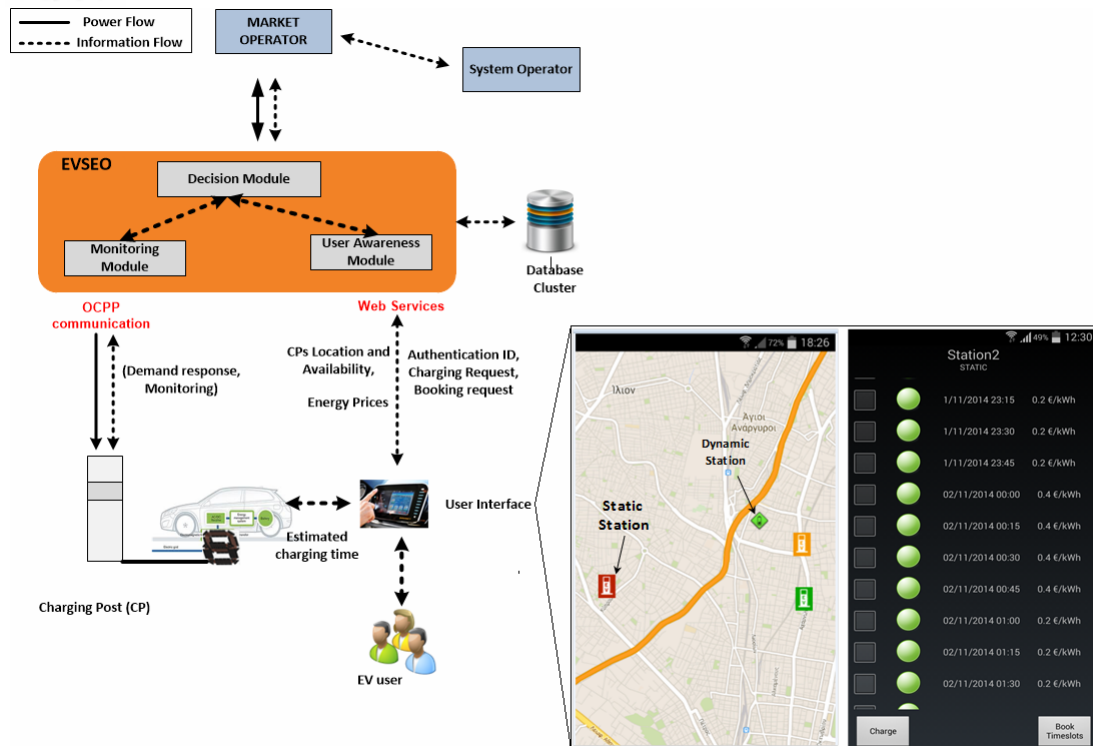 Power Flow
Information Flow
MARKET
OPERATOR
System Operator
EVSEO
Decision Module
Monitoring
Module
User Awareness
Module
Database
Cluster
OCPP
communication
Web Services
(Demand response,
Monitoring)
CPs Location and
Availability,
Energy Prices
Authentication ID,
Charging Request,
Booking request
User Interface
Estimated
charging time
Charging Post (CP)
EV user
72% 18:26
Ίλιον
Άγιοι
Ανάργυροι
Dynamic
Station
Static
Station
49% 12:30
Station2
STATIC
1/11/2014 23:15 0.2 €/kWh
1/11/2014 23:30 0.2 €/kWh
1/11/2014 23:45 0.2 €/kWh
02/11/2014 00:00 0.4 €/kWh
02/11/2014 00:15 0.4 €/kWh
02/11/2014 00:30 0.4 €/kWh
02/11/2014 00:45 0.4 €/kWh
02/11/2014 01:00 0.2 €/kWh
02/11/2014 01:15 0.2 €/kWh
02/11/2014 01:30 0.2 €/kWh
Charge
Book
Timeslots